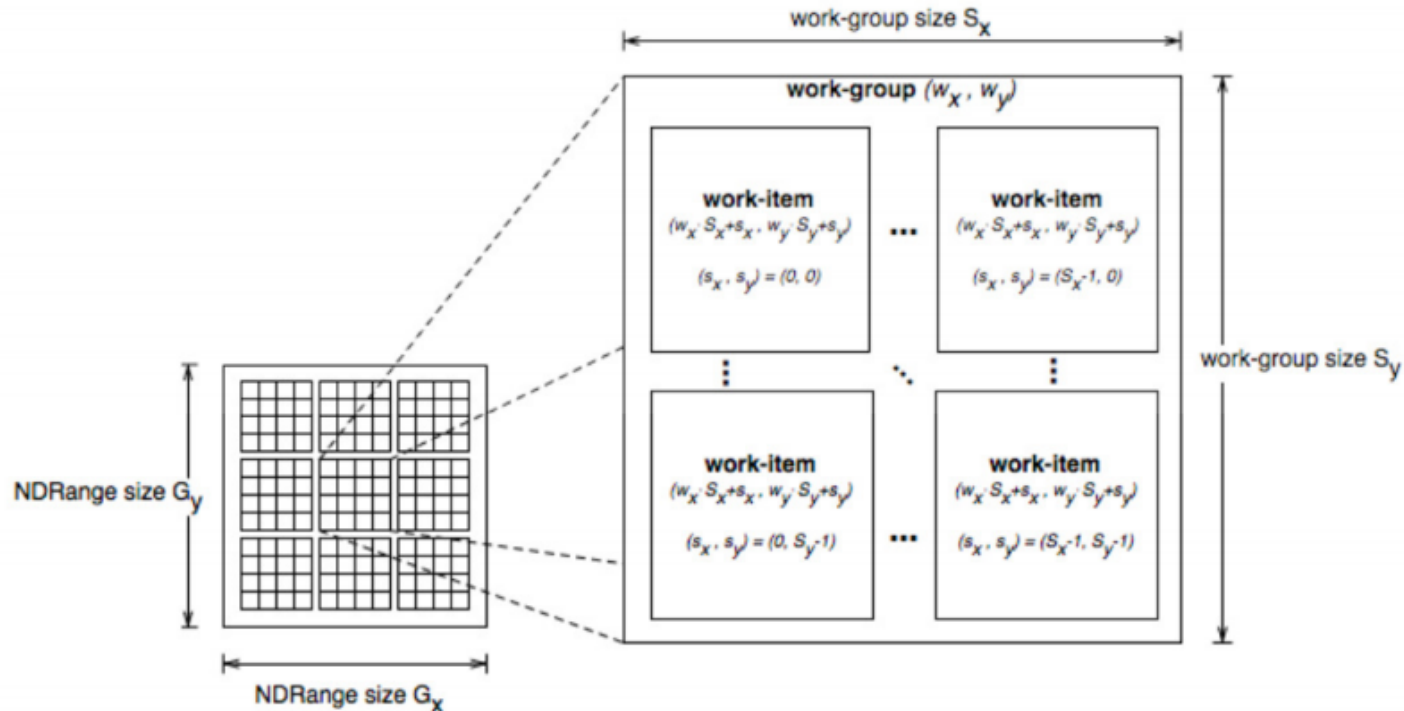 work-group size Sx
work-group (wx , wy)
work-item
(wx· Sx+sx , wy· Sy+sy)
(sx , sy) = (0, 0)
...
work-item
(wx· Sx+sx , wy· Sy+sy)
(sx , sy) = (Sx-1, 0)
work-group size Sy
work-item
(wx· Sx+sx , wy· Sy+sy)
(sx , sy) = (0, Sy-1)
...
work-item
(wx· Sx+sx , wy· Sy+sy)
(sx , sy) = (Sx-1, Sy-1)
NDRange size Gy
NDRange size Gx